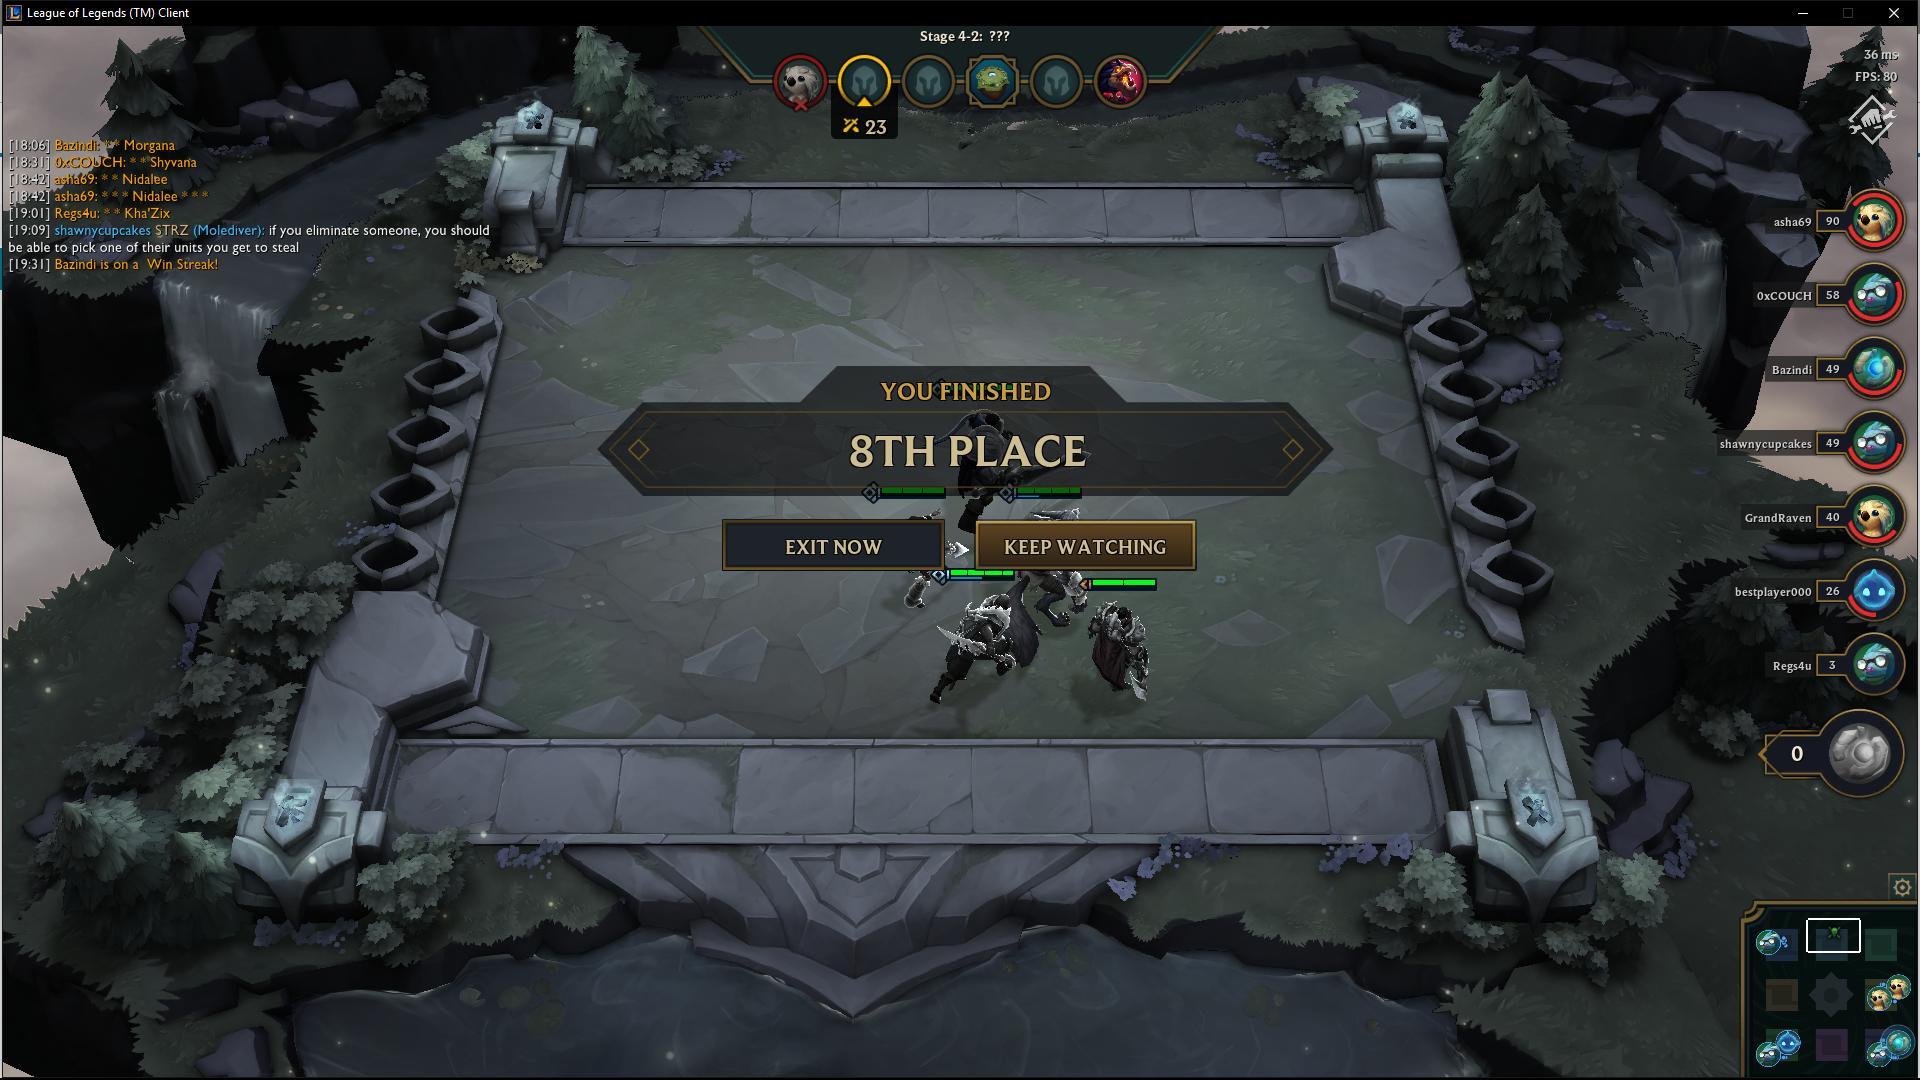 League of Legends (TM) Client
Stage 4-2: ???
23
36 ms
FPS: 80
[18:06] Bazindi: * * Morgana
[18:31] 0xCOUCH: * * Shyvana
[18:42] asha69: * * Nidalee
[18:42] asha69: * * * Nidalee * * *
[19:01] Regs4u: * * Kha'Zix
[19:09] shawnycupcakes STRZ (Molediver): if you eliminate someone, you should
be able to pick one of their units you get to steal
[19:31] Bazindi is on a Win Streak!
asha69 90
0xCOUCH 58
Bazindi 49
shawnycupcakes 49
GrandRaven 40
bestplayer000 26
Regs4u 3
0
YOU FINISHED
8TH PLACE
EXIT NOW
KEEP WATCHING